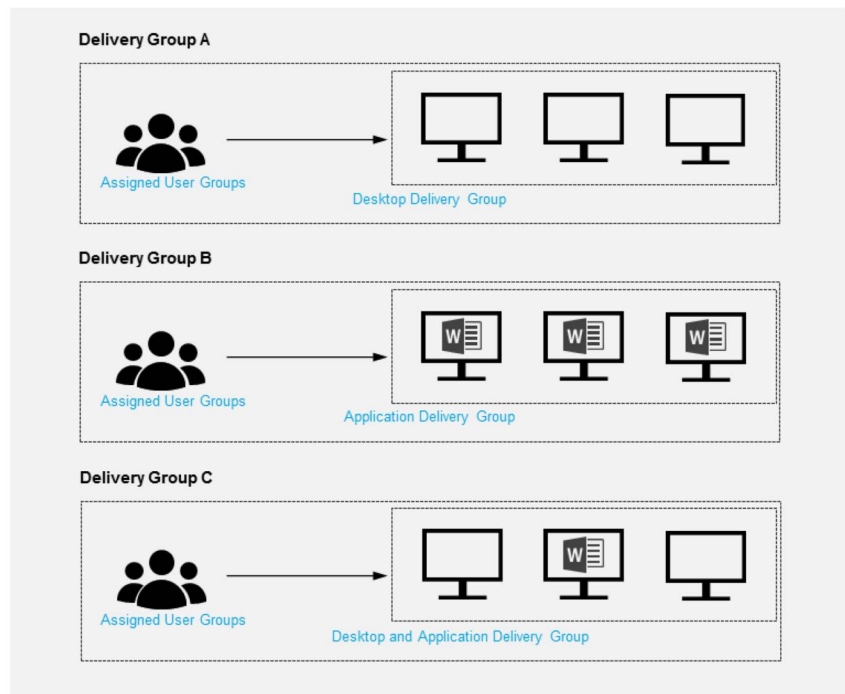 Delivery Group A
Assigned User Groups
Desktop Delivery Group
Delivery Group B
W
W
W
Assigned User Groups
Application Delivery Group
Delivery Group C
W
Assigned User Groups
Desktop and Application Delivery Group